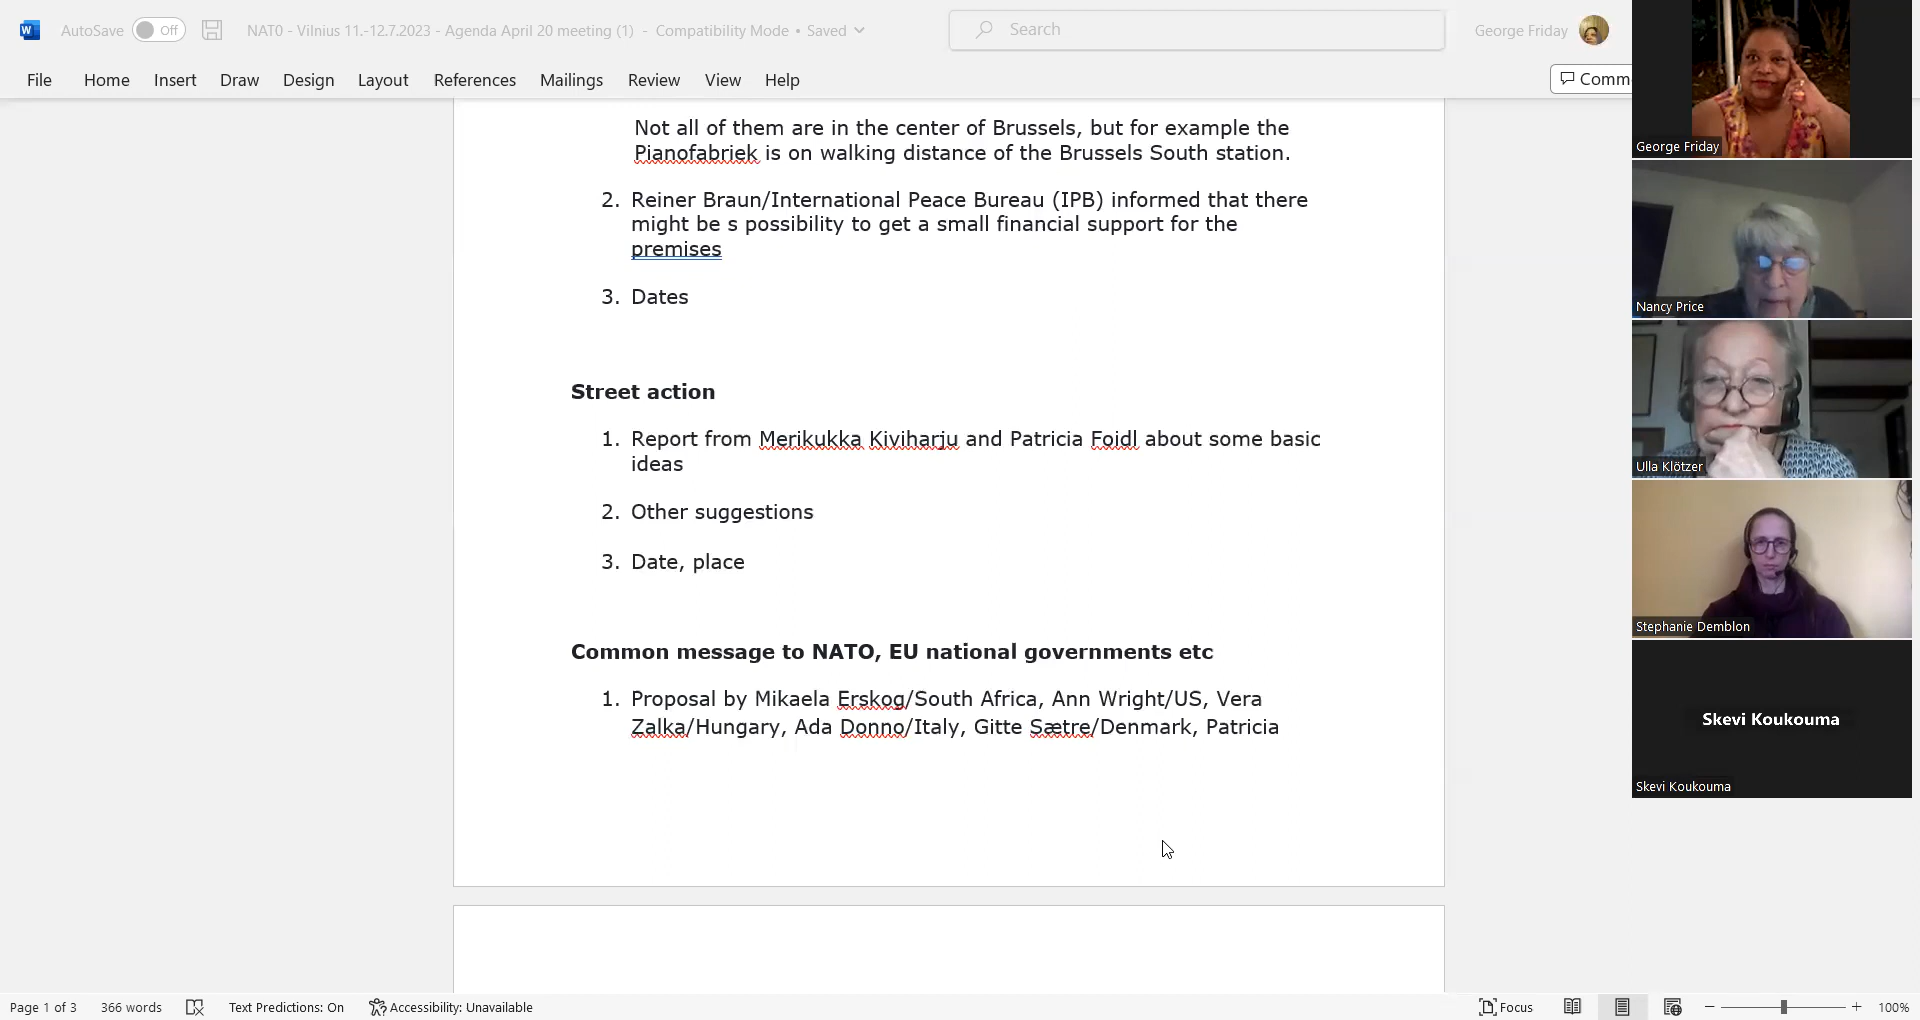 AutoSave Off NAT0 - Vilnius 11.-12.7.2023 - Agenda April 20 meeting (1) - Compatibility Mode • Saved Search George Friday
File Home Insert Draw Design Layout References Mailings Review View Help Comme
Not all of them are in the center of Brussels, but for example the
Pianofabriek is on walking distance of the Brussels South station.
2. Reiner Braun/International Peace Bureau (IPB) informed that there
might be s possibility to get a small financial support for the
premises
3. Dates
Street action
1. Report from Merikukka Kiviharju and Patricia Foidl about some basic
ideas
2. Other suggestions
3. Date, place
Common message to NATO, EU national governments etc
1. Proposal by Mikaela Erskog/South Africa, Ann Wright/US, Vera
Zalka/Hungary, Ada Donno/Italy, Gitte Sætre/Denmark, Patricia
George Friday
Nancy Price
Ulla Klötzer
Stephanie Demblon
Skevi Koukouma
Skevi Koukouma
Page 1 of 3 366 words Text Predictions: On Accessibility: Unavailable Focus 100%